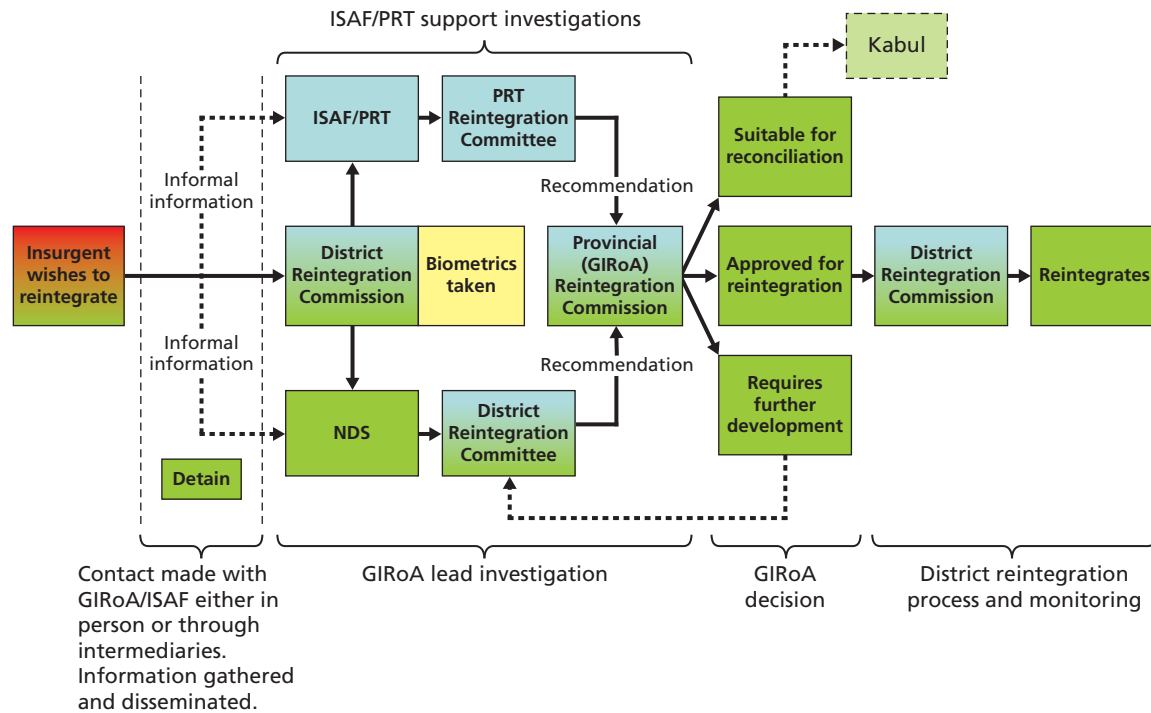 ISAF/PRT support investigations
Kabul
ISAF/PRT
PRT
Reintegration
Committee
Suitable for
reconciliation
Informal
information
Recommendation
Insurgent
wishes to
reintegrate
District
Reintegration
Commission
Biometrics
taken
Provincial
(GIRoA)
Reintegration
Commission
Approved for
reintegration
District
Reintegration
Commission
Reintegrates
Informal
information
Recommendation
NDS
District
Reintegration
Committee
Requires
further
development
Detain
Contact made with
GIRoA/ISAF either in
person or through
intermediaries.
Information gathered
and disseminated.
GIRoA lead investigation
GIRoA
decision
District reintegration
process and monitoring